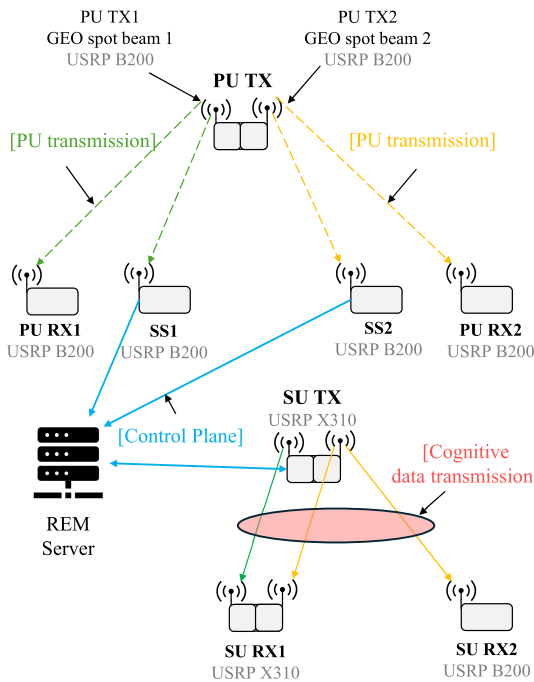 PU TX1
GEO spot beam 1
USRP B200
PU TX2
GEO spot beam 2
USRP B200
PU TX
[PU transmission]
[PU transmission]
PU RX1
USRP B200
SS1
USRP B200
SS2
USRP B200
PU RX2
USRP B200
SU TX
USRP X310
[Control Plane]
[Cognitive
data transmission
REM
Server
SU RX1
USRP X310
SU RX2
USRP B200